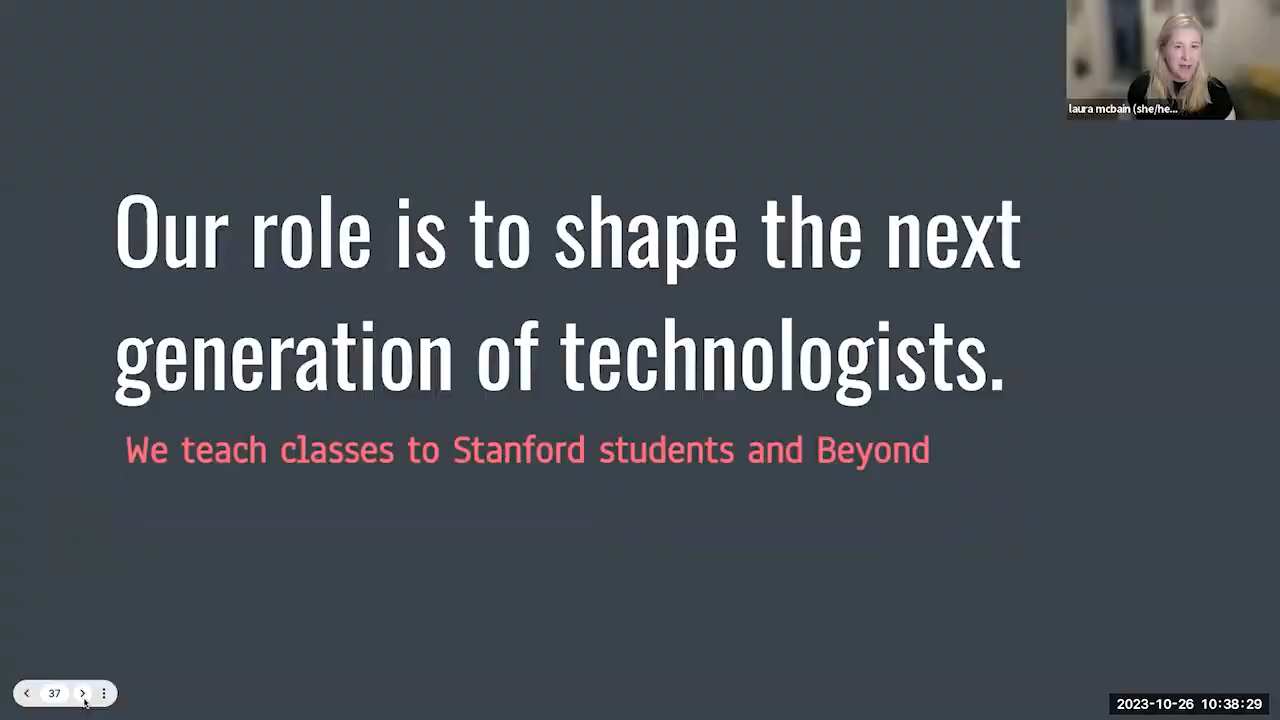 laura mcbain (she/he...
Our role is to shape the next
generation of technologists.
We teach classes to Stanford students and Beyond
37
2023-10-26 10:38:29